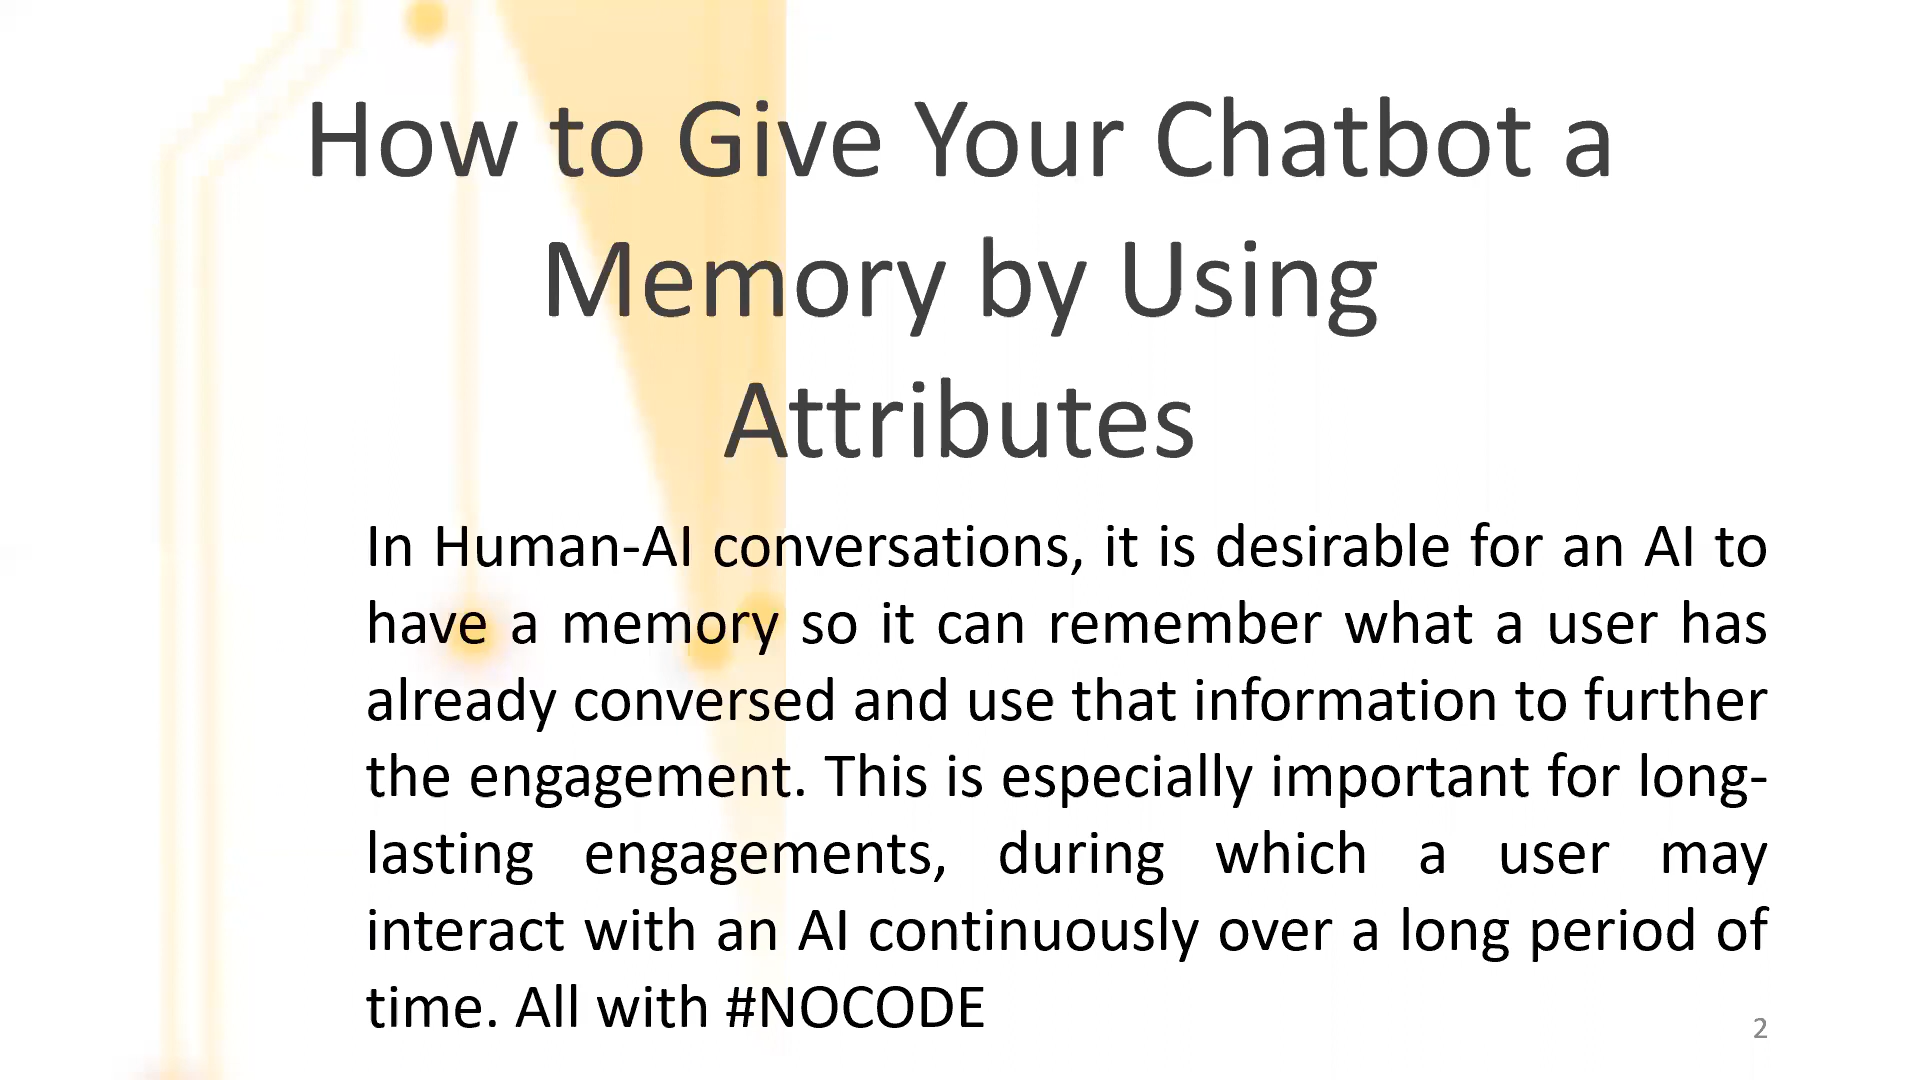 How to Give Your Chatbot a
Memory by Using
Attributes
In Human-AI conversations, it is desirable for an AI to
have a memory so it can remember what a user has
already conversed and use that information to further
the engagement. This is especially important for long-
lasting engagements, during which a user may
interact with an AI continuously over a long period of
time. All with #NOCODE
2